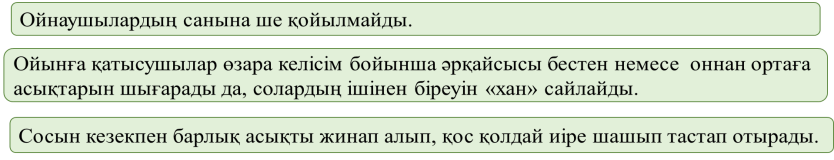 Ойнаушылардың санына ше қойылмайды.
Ойынға қатысушылар өзара келісім бойынша әрқайсысы бестен немесе оннан ортаға
асықтарын шығарады да, солардың ішінен біреуін «хан» сайлайды.
Сосын кезекпен барлық асықты жинап алып, қос қолдай иіре шашып тастап отырады.